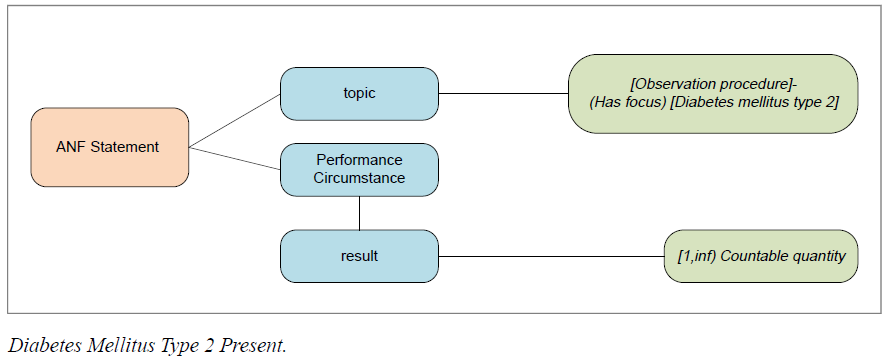 ANF Statement
topic
[Observation procedure]-
(Has focus) [Diabetes mellitus type 2]
Performance
Circumstance
result
[1,inf) Countable quantity
Diabetes Mellitus Type 2 Present.